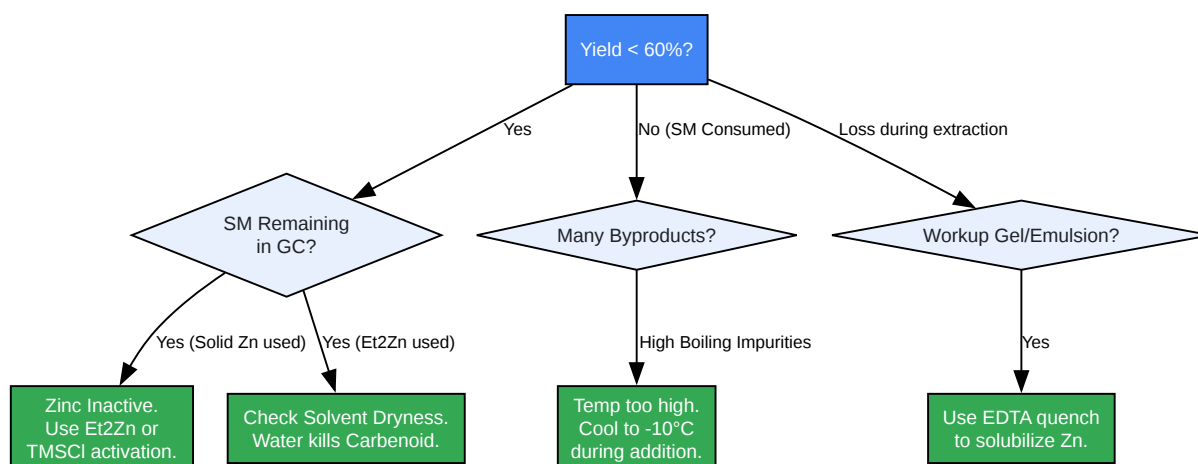 Yield < 60%?
Yes
No (SM Consumed)
Loss during extraction
SM Remaining
in GC?
Many Byproducts?
Workup Gel/Emulsion?
Yes (Solid Zn used)
Yes (Et2Zn used)
High Boiling Impurities
Yes
Zinc Inactive.
Use Et2Zn or
TMSCl activation.
Check Solvent Dryness.
Water kills Carbenoid.
Temp too high.
Cool to -10°C
during addition.
Use EDTA quench
to solubilize Zn.